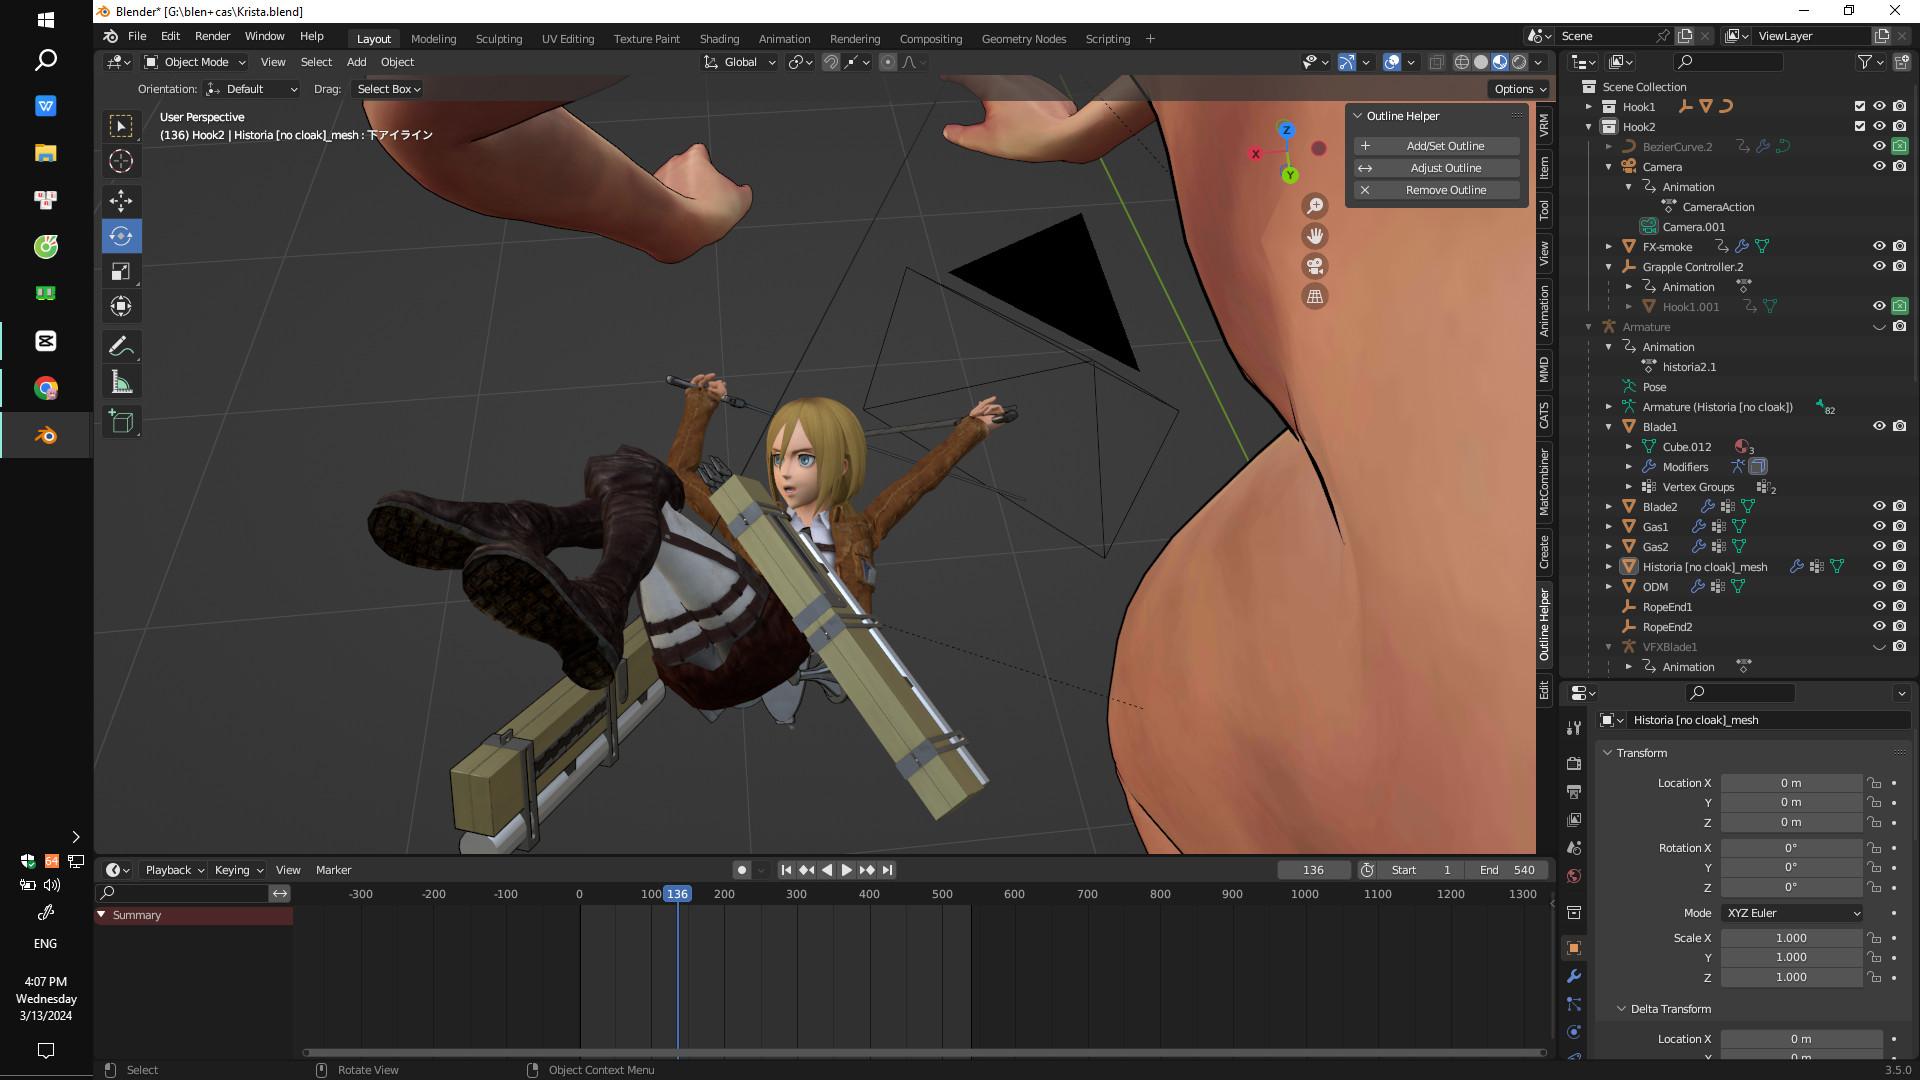 Blender* [G:\blen+cas\Krista.blend]
File Edit Render Window Help
Layout Modeling Sculpting UV Editing Texture Paint Shading Animation Rendering Compositing Geometry Nodes Scripting +
Scene
ViewLayer
Object Mode View Select Add Object
Global
Orientation: Default Drag: Select Box
Options
User Perspective
(136) Hook2 | Historia [no cloak]_mesh : 下アイライン
Outline Helper
Add/Set Outline
Adjust Outline
Remove Outline
Z
X
Y
VRM
Item
Tool
View
Animation
MMD
CATS
MatCombiner
Create
Outline Helper
Edit
Scene Collection
Hook1
Hook2
BezierCurve.2
Camera
Animation
CameraAction
Camera.001
FX-smoke
Grapple Controller.2
Animation
Hook1.001
Armature
Animation
historia2.1
Pose
Armature (Historia [no cloak]) 82
Blade1
Cube.012 3
Modifiers
Vertex Groups 2
Blade2
Gas1
Gas2
Historia [no cloak]_mesh
ODM
RopeEnd1
RopeEnd2
VFXBlade1
Animation
Historia [no cloak]_mesh
Transform
Location X 0 m
Y 0 m
Z 0 m
Rotation X 0°
Y 0°
Z 0°
Mode XYZ Euler
Scale X 1.000
Y 1.000
Z 1.000
Delta Transform
Location X 0 m
Y 0 m
Playback Keying View Marker
136 Start 1 End 540
-300 -200 -100 0 100 136 200 300 400 500 600 700 800 900 1000 1100 1200 1300
Summary
Select Rotate View Object Context Menu
3.5.0
64
ENG
4:07 PM
Wednesday
3/13/2024